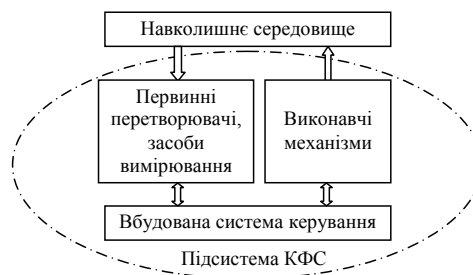 Навколишнє середовище
Первинні
перетворювачі,
засоби
вимірювання
Виконавчі
механізми
Вбудована система керування
Підсистема КФС